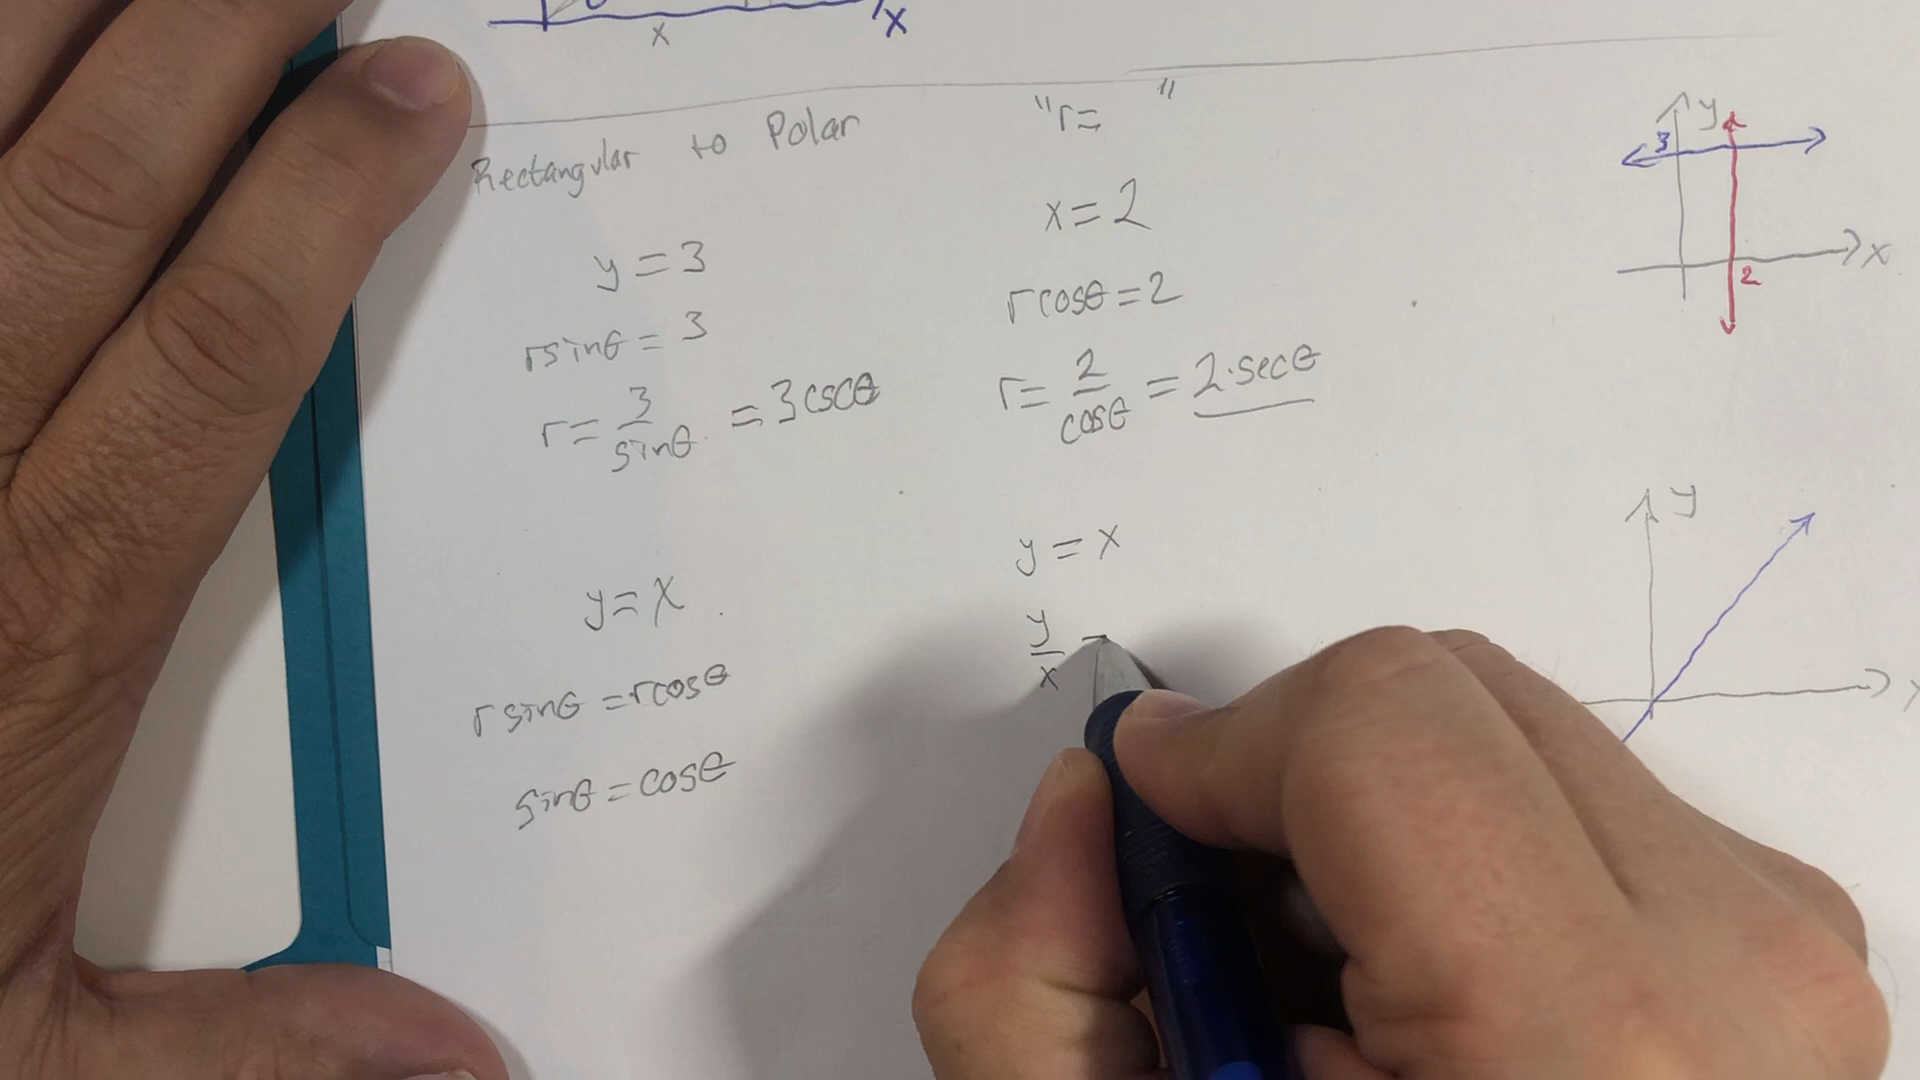 x
x
Rectangular to Polar
"r= "
y = 3
rsinθ = 3
r = 3/sinθ = 3cscθ
x = 2
rcosθ = 2
r = 2/cosθ = 2·secθ
y
3
x
2
y = x
rsinθ = rcosθ
sinθ = cosθ
y = x
y/x =
y